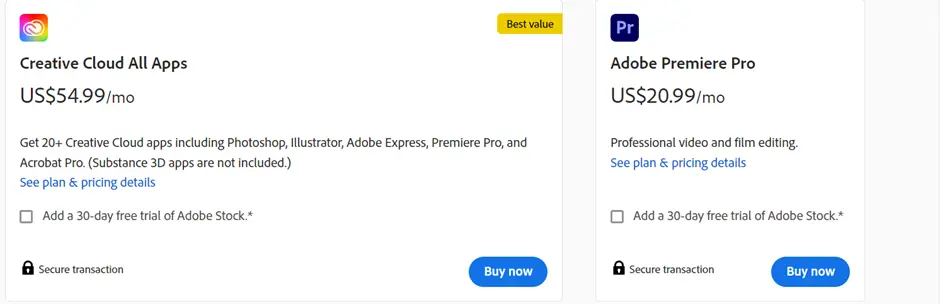 Best value
Creative Cloud All Apps
US$54.99/mo
Get 20+ Creative Cloud apps including Photoshop, Illustrator, Adobe Express, Premiere Pro, and
Acrobat Pro. (Substance 3D apps are not included.)
See plan & pricing details
Add a 30-day free trial of Adobe Stock.*
Secure transaction
Buy now
Pr
Adobe Premiere Pro
US$20.99/mo
Professional video and film editing.
See plan & pricing details
Add a 30-day free trial of Adobe Stock.*
Secure transaction
Buy now